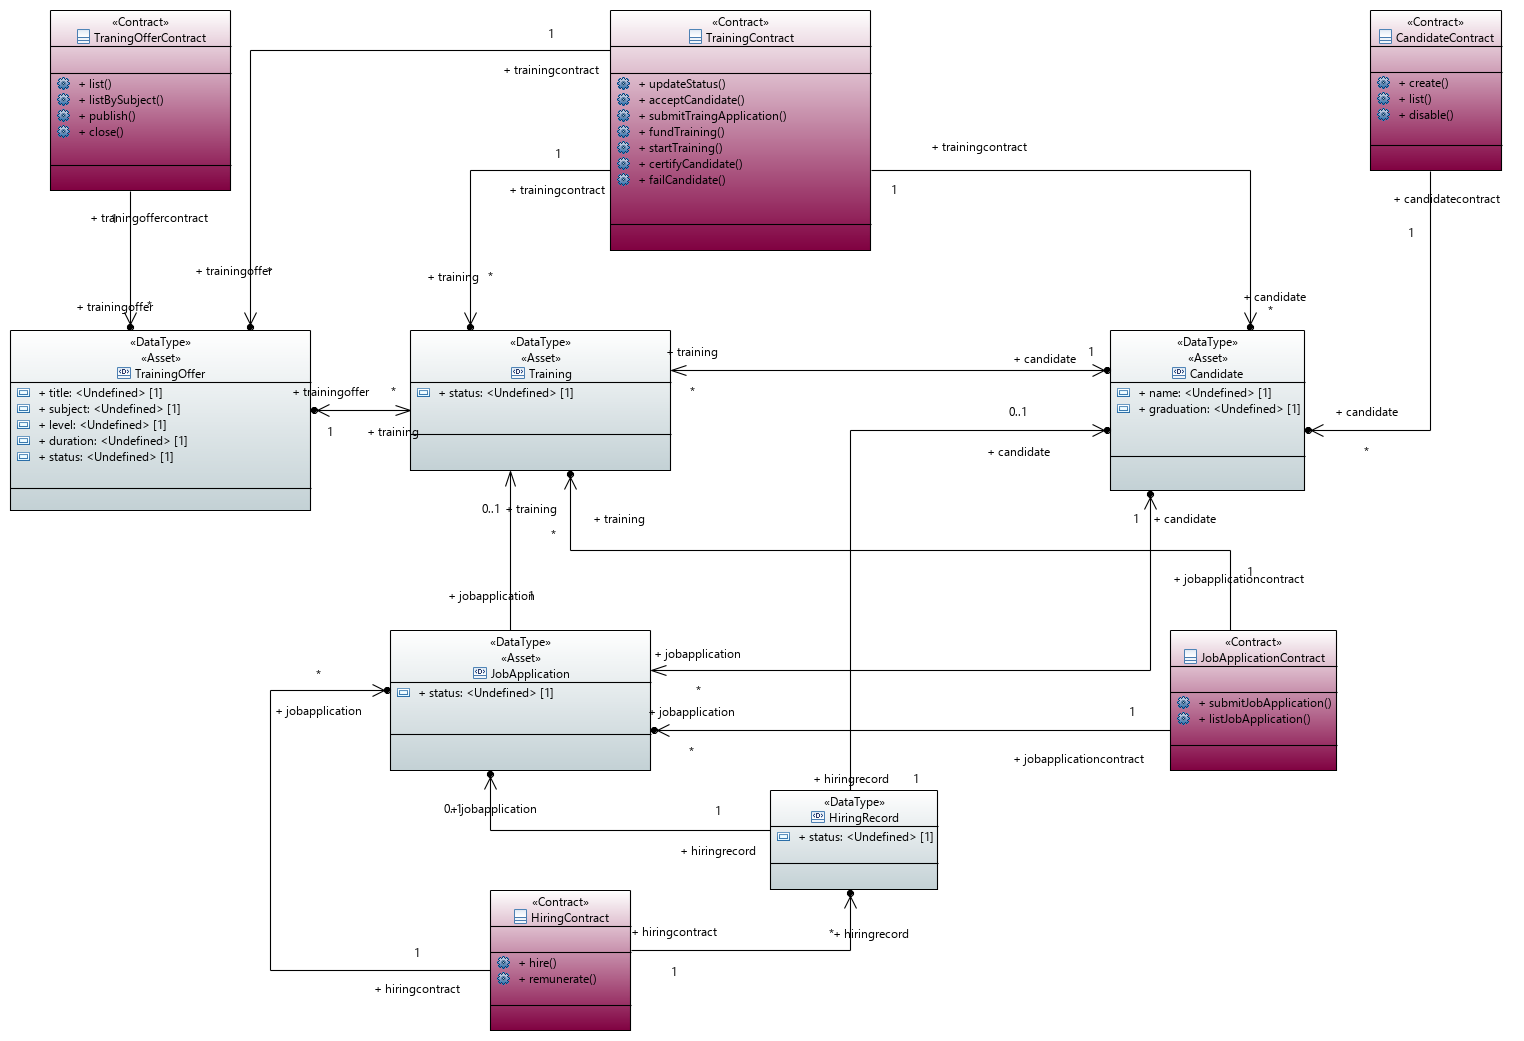 «Contract»
TraningOfferContract
+ list()
+ listBySubject()
+ publish()
+ close()
«Contract»
TrainingContract
+ updateStatus()
+ acceptCandidate()
+ submitTraingApplication()
+ fundTraining()
+ startTraining()
+ certifyCandidate()
+ failCandidate()
«Contract»
CandidateContract
+ create()
+ list()
+ disable()
1
+ trainingcontract
1
+ trainingcontract
+ trainingcontract
1
+ traningoffercontract
1
+ trainingoffer
*
+ trainingoffer
*
+ training
*
+ candidate
*
+ candidatecontract
1
«DataType»
«Asset»
TrainingOffer
+ title: <Undefined> [1]
+ subject: <Undefined> [1]
+ level: <Undefined> [1]
+ duration: <Undefined> [1]
+ status: <Undefined> [1]
+ trainingoffer
*
1
+ training
«DataType»
«Asset»
Training
+ status: <Undefined> [1]
+ training
*
+ candidate
1
0..1
+ candidate
«DataType»
«Asset»
Candidate
+ name: <Undefined> [1]
+ graduation: <Undefined> [1]
+ candidate
*
0..1
+ training
*
+ training
1
+ candidate
1
+ jobapplicationcontract
+ jobapplication
1
«DataType»
«Asset»
JobApplication
+ status: <Undefined> [1]
*
+ jobapplication
+ jobapplication
*
+ jobapplication
*
1
+ jobapplicationcontract
«Contract»
JobApplicationContract
+ submitJobApplication()
+ listJobApplication()
0..1
+ jobapplication
1
+ hiringrecord
+ hiringrecord
1
«DataType»
HiringRecord
+ status: <Undefined> [1]
«Contract»
HiringContract
+ hire()
+ remunerate()
1
+ hiringcontract
+ hiringcontract
1
*
+ hiringrecord